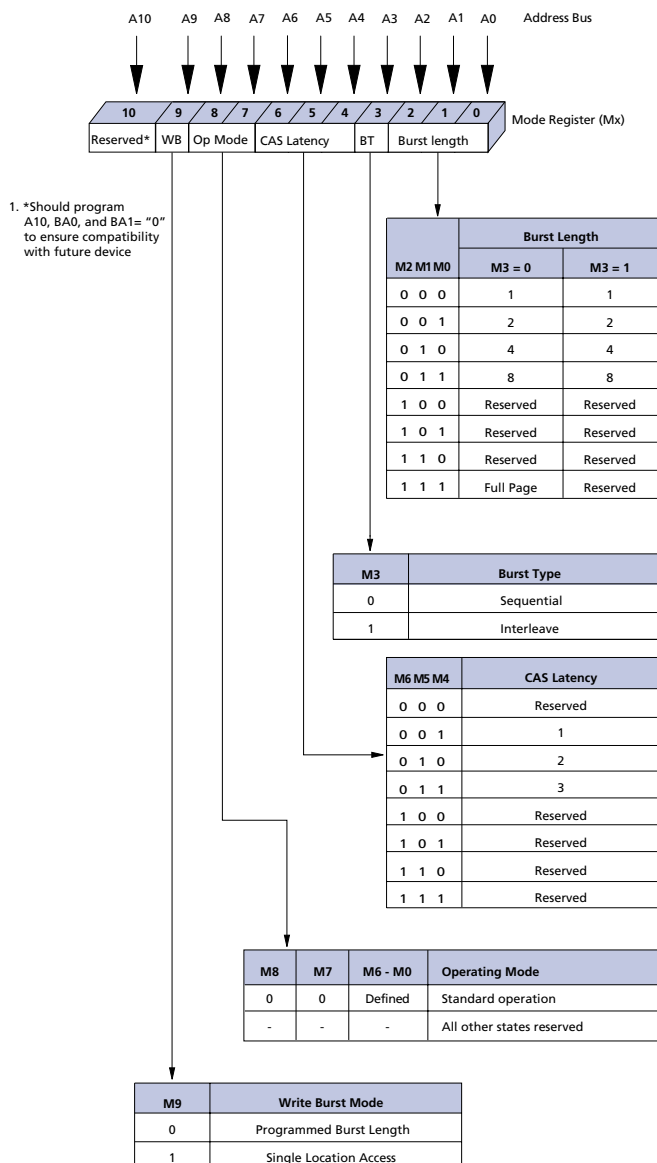 A10 A9 A8 A7 A6 A5 A4 A3 A2 A1 A0 Address Bus
10 9 8 7 6 5 4 3 2 1 0
Mode Register (Mx)
Reserved* WB Op Mode CAS Latency BT Burst length
1. *Should program
A10, BA0, and BA1= “0”
to ensure compatibility
with future device
Burst Length
M2 M1 M0 M3 = 0 M3 = 1
0 0 0 1 1
0 0 1 2 2
0 1 0 4 4
0 1 1 8 8
1 0 0 Reserved Reserved
1 0 1 Reserved Reserved
1 1 0 Reserved Reserved
1 1 1 Full Page Reserved
M3 Burst Type
0 Sequential
1 Interleave
M6 M5 M4 CAS Latency
0 0 0 Reserved
0 0 1 1
0 1 0 2
0 1 1 3
1 0 0 Reserved
1 0 1 Reserved
1 1 0 Reserved
1 1 1 Reserved
M8 M7 M6 - M0 Operating Mode
0 0 Defined Standard operation
- - - All other states reserved
M9 Write Burst Mode
0 Programmed Burst Length
1 Single Location Access